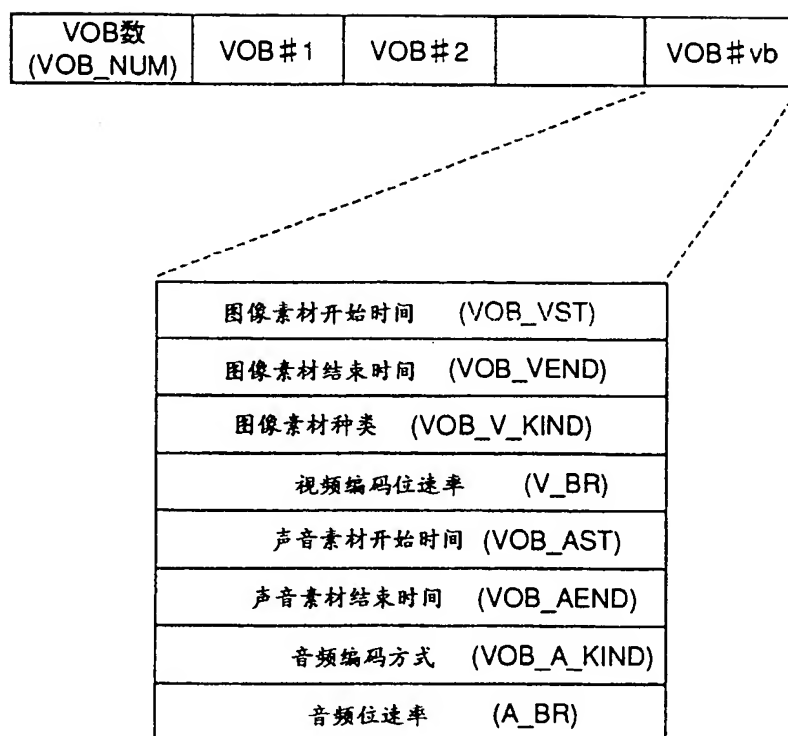 VOB数
(VOB_NUM)
VOB#1
VOB#2
VOB#vb
图像素材开始时间 (VOB_VST)
图像素材结束时间 (VOB_VEND)
图像素材种类 (VOB_V_KIND)
视频编码位速率 (V_BR)
声音素材开始时间 (VOB_AST)
声音素材结束时间 (VOB_AEND)
音频编码方式 (VOB_A_KIND)
音频位速率 (A_BR)